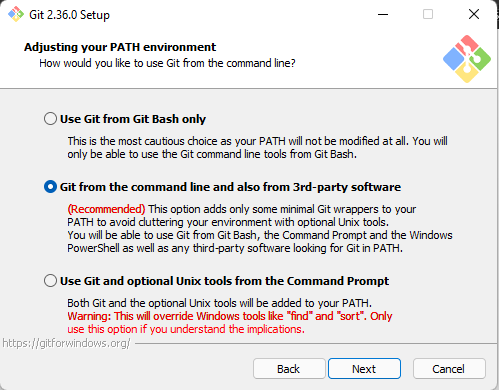 Git 2.36.0 Setup
Adjusting your PATH environment
How would you like to use Git from the command line?
Use Git from Git Bash only
This is the most cautious choice as your PATH will not be modified at all. You will
only be able to use the Git command line tools from Git Bash.
Git from the command line and also from 3rd-party software
(Recommended) This option adds only some minimal Git wrappers to your
PATH to avoid cluttering your environment with optional Unix tools.
You will be able to use Git from Git Bash, the Command Prompt and the Windows
PowerShell as well as any third-party software looking for Git in PATH.
Use Git and optional Unix tools from the Command Prompt
Both Git and the optional Unix tools will be added to your PATH.
Warning: This will override Windows tools like "find" and "sort". Only
use this option if you understand the implications.
https://gitforwindows.org/
Back Next Cancel